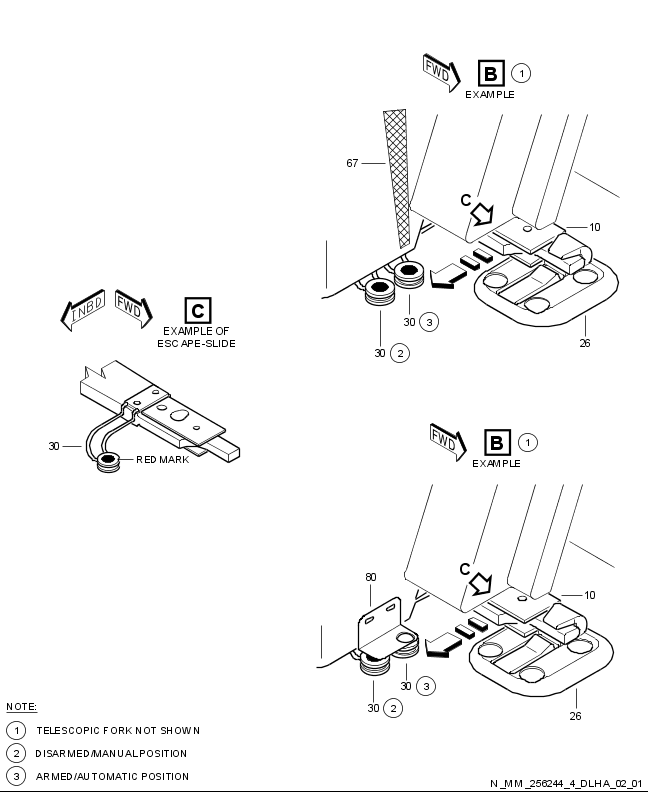 FWD
B 1
EXAMPLE
67
C
10
30 3
30 2
26
INBD FWD
C
EXAMPLE OF
ESCAPE-SLIDE
30
RED MARK
FWD
B 1
EXAMPLE
C
80
10
30 3
30 2
26
NOTE:
1 TELESCOPIC FORK NOT SHOWN
2 DISARMED/MANUAL POSITION
3 ARMED/AUTOMATIC POSITION
N_MM_256244_4_DLHA_02_01